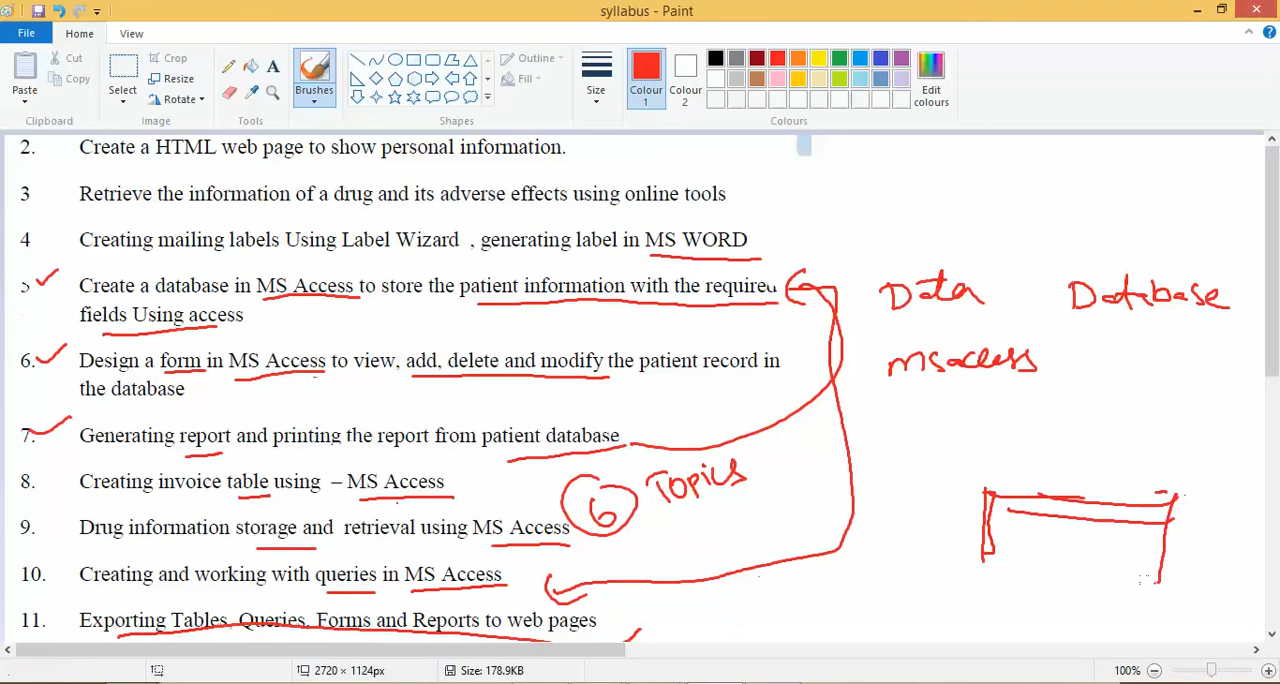 syllabus - Paint
File Home View
Paste
Cut
Copy
Clipboard
Select
Crop
Resize
Rotate
Image
A
Tools
Brushes
Outline
Fill
Shapes
Size
Colour 1
Colour 2
Edit colours
Colours
2. Create a HTML web page to show personal information.
3 Retrieve the information of a drug and its adverse effects using online tools
4 Creating mailing labels Using Label Wizard , generating label in MS WORD
5 Create a database in MS Access to store the patient information with the required
fields Using access
Data Database
6. Design a form in MS Access to view, add, delete and modify the patient record in
the database
msaccess
7. Generating report and printing the report from patient database
8. Creating invoice table using – MS Access
6 Topics
9. Drug information storage and retrieval using MS Access
10. Creating and working with queries in MS Access
11. Exporting Tables, Queries, Forms and Reports to web pages
2720 × 1124px
Size: 178.9KB
100%